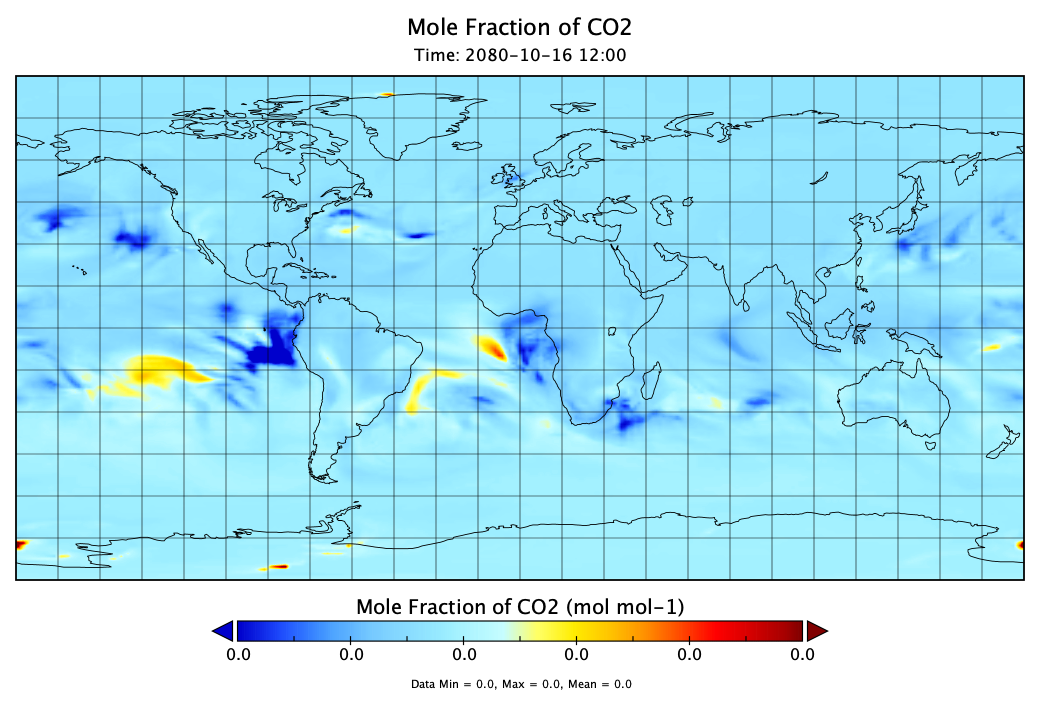 Mole Fraction of CO2
Time: 2080-10-16 12:00
Mole Fraction of CO2 (mol mol-1)
0.0 0.0 0.0 0.0 0.0 0.0
Data Min = 0.0, Max = 0.0, Mean = 0.0